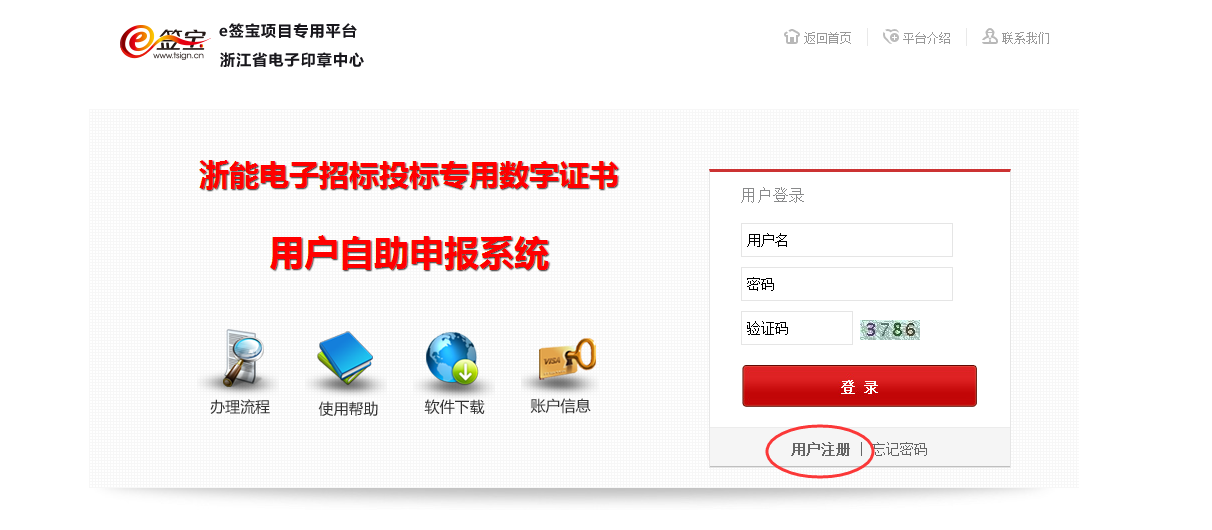 e签宝
www.tsign.cn
e签宝项目专用平台
浙江省电子印章中心
返回首页
平台介绍
联系我们
浙能电子招标投标专用数字证书
用户自助申报系统
办理流程
使用帮助
软件下载
VISA
账户信息
用户登录
用户名
密码
验证码
3786
登 录
用户注册 | 忘记密码